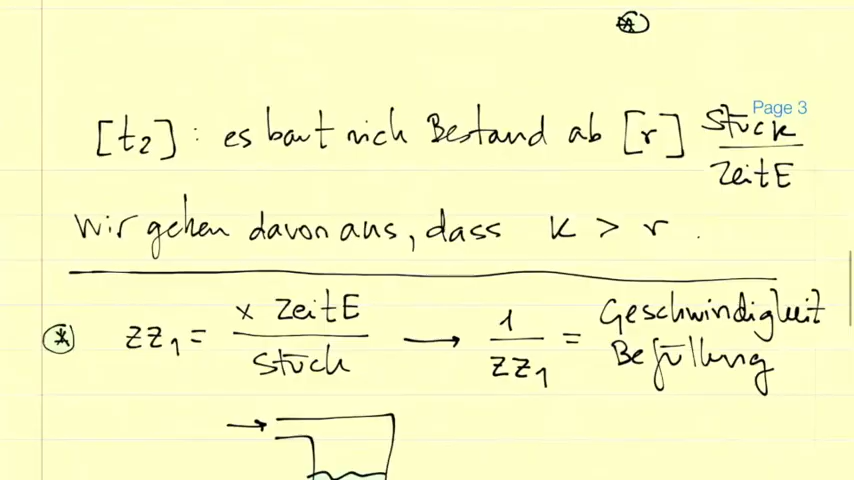 Page 3
[t₂] : es baut sich Bestand ab [r] Stück/ZeitE
Wir gehen davon aus, dass k > r .
* ZZ₁ = x ZeitE/Stück → 1/ZZ₁ = Geschwindigkeit Befüllung